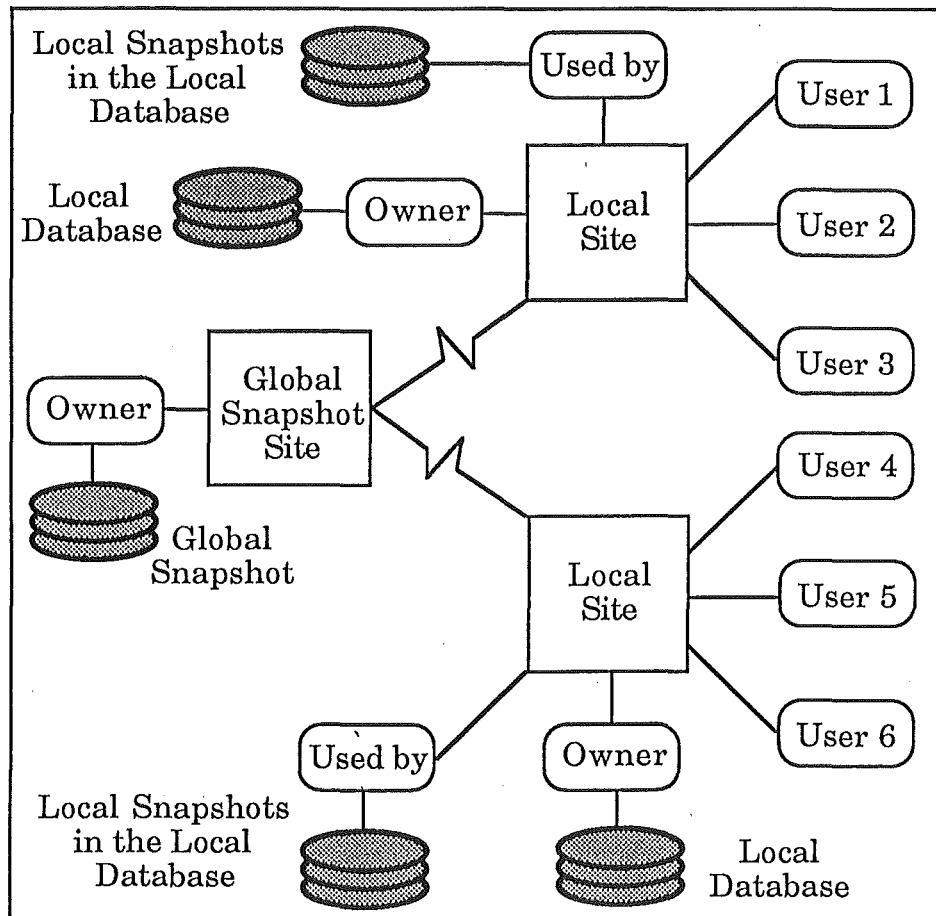 Local Snapshots
in the Local
Database
Used by
User 1
Local
Database
Owner
Local
Site
User 2
User 3
Owner
Global
Snapshot
Site
Global
Snapshot
User 4
Local
Site
User 5
User 6
Used by
Owner
Local Snapshots
in the Local
Database
Local
Database